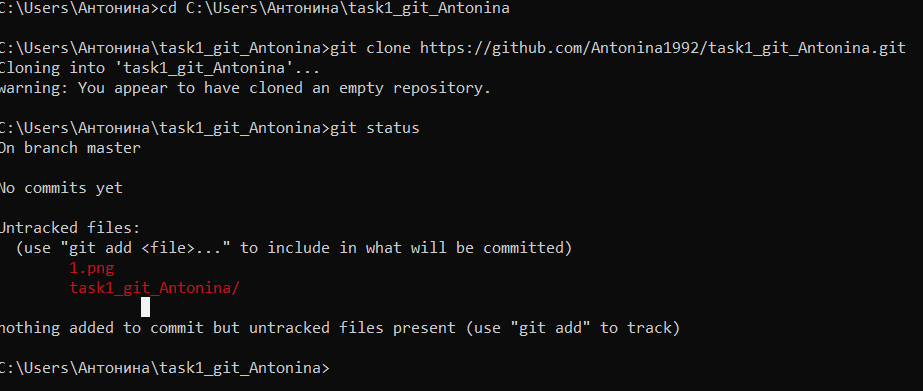 C:\Users\Антонина>cd C:\Users\Антонина\task1_git_Antonina
C:\Users\Антонина\task1_git_Antonina>git clone https://github.com/Antonina1992/task1_git_Antonina.git
Cloning into 'task1_git_Antonina'...
warning: You appear to have cloned an empty repository.
C:\Users\Антонина\task1_git_Antonina>git status
On branch master
No commits yet
Untracked files:
(use "git add <file>..." to include in what will be committed)
1.png
task1_git_Antonina/
nothing added to commit but untracked files present (use "git add" to track)
C:\Users\Антонина\task1_git_Antonina>